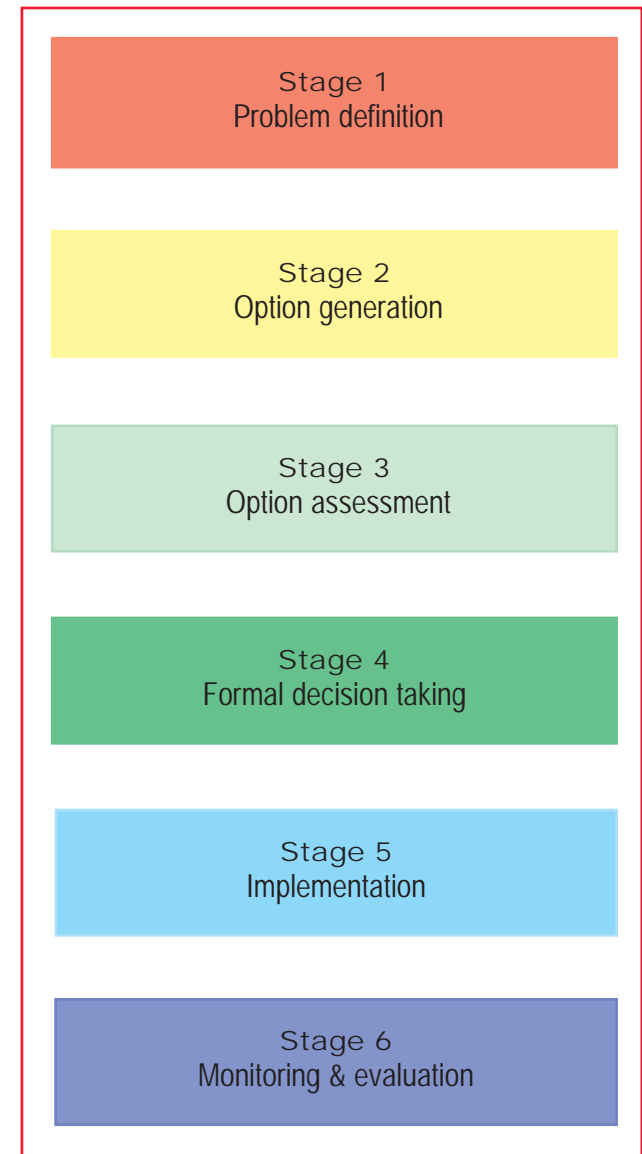 Stage 1
Problem definition
Stage 2
Option generation
Stage 3
Option assessment
Stage 4
Formal decision taking
Stage 5
Implementation
Stage 6
Monitoring & evaluation